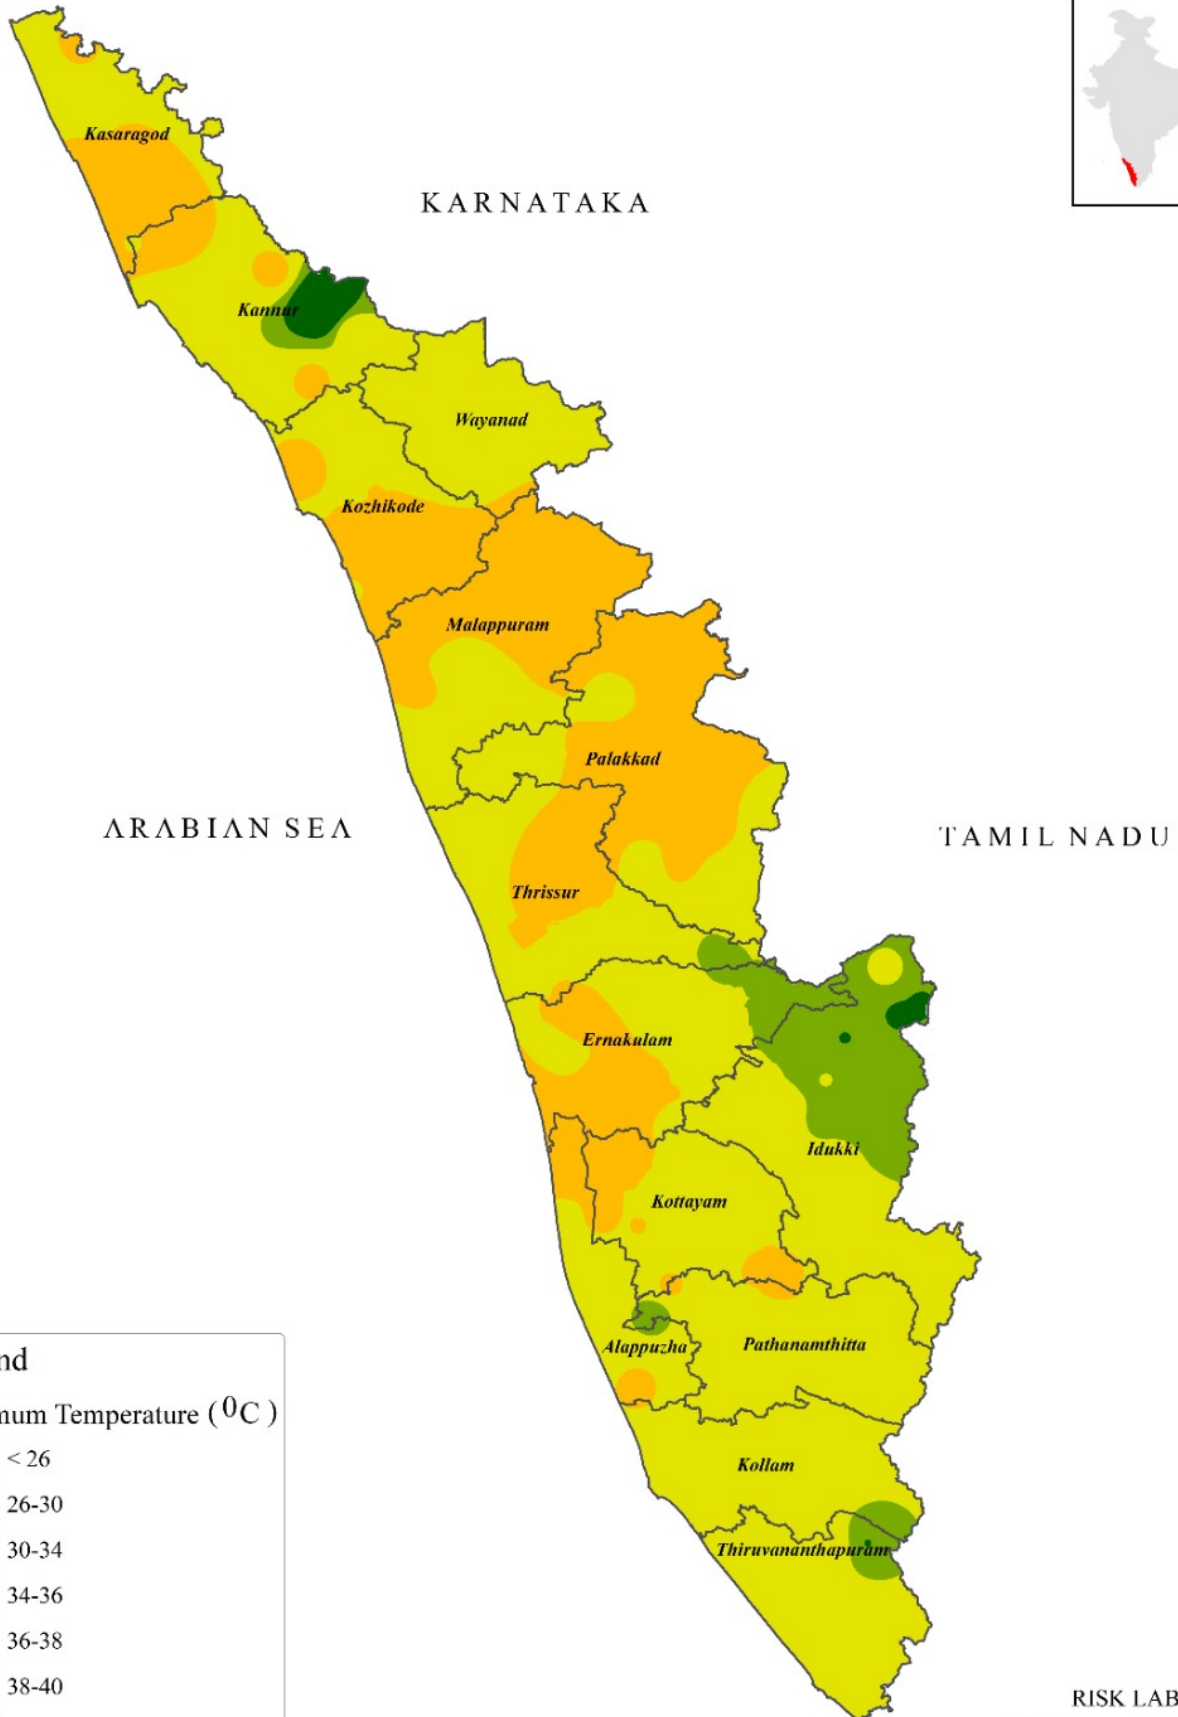 Kasaragod
KARNATAKA
Kannur
Wayanad
Kozhikode
Malappuram
Palakkad
ARABIAN SEA
TAMIL NADU
Thrissur
Ernakulam
Idukki
Kottayam
Alappuzha
Pathanamthitta
nd
mum Temperature (⁰C )
< 26
26-30
30-34
34-36
36-38
38-40
Kollam
Thiruvananthapuram
RISK LAB